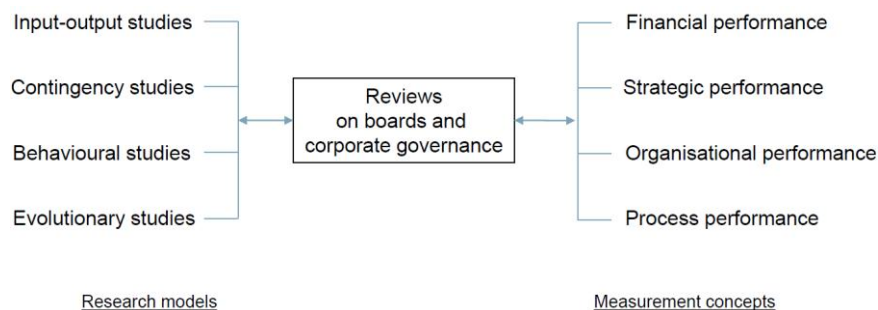 Input-output studies
Contingency studies
Behavioural studies
Evolutionary studies
Reviews
on boards and
corporate governance
Financial performance
Strategic performance
Organisational performance
Process performance
Research models
Measurement concepts